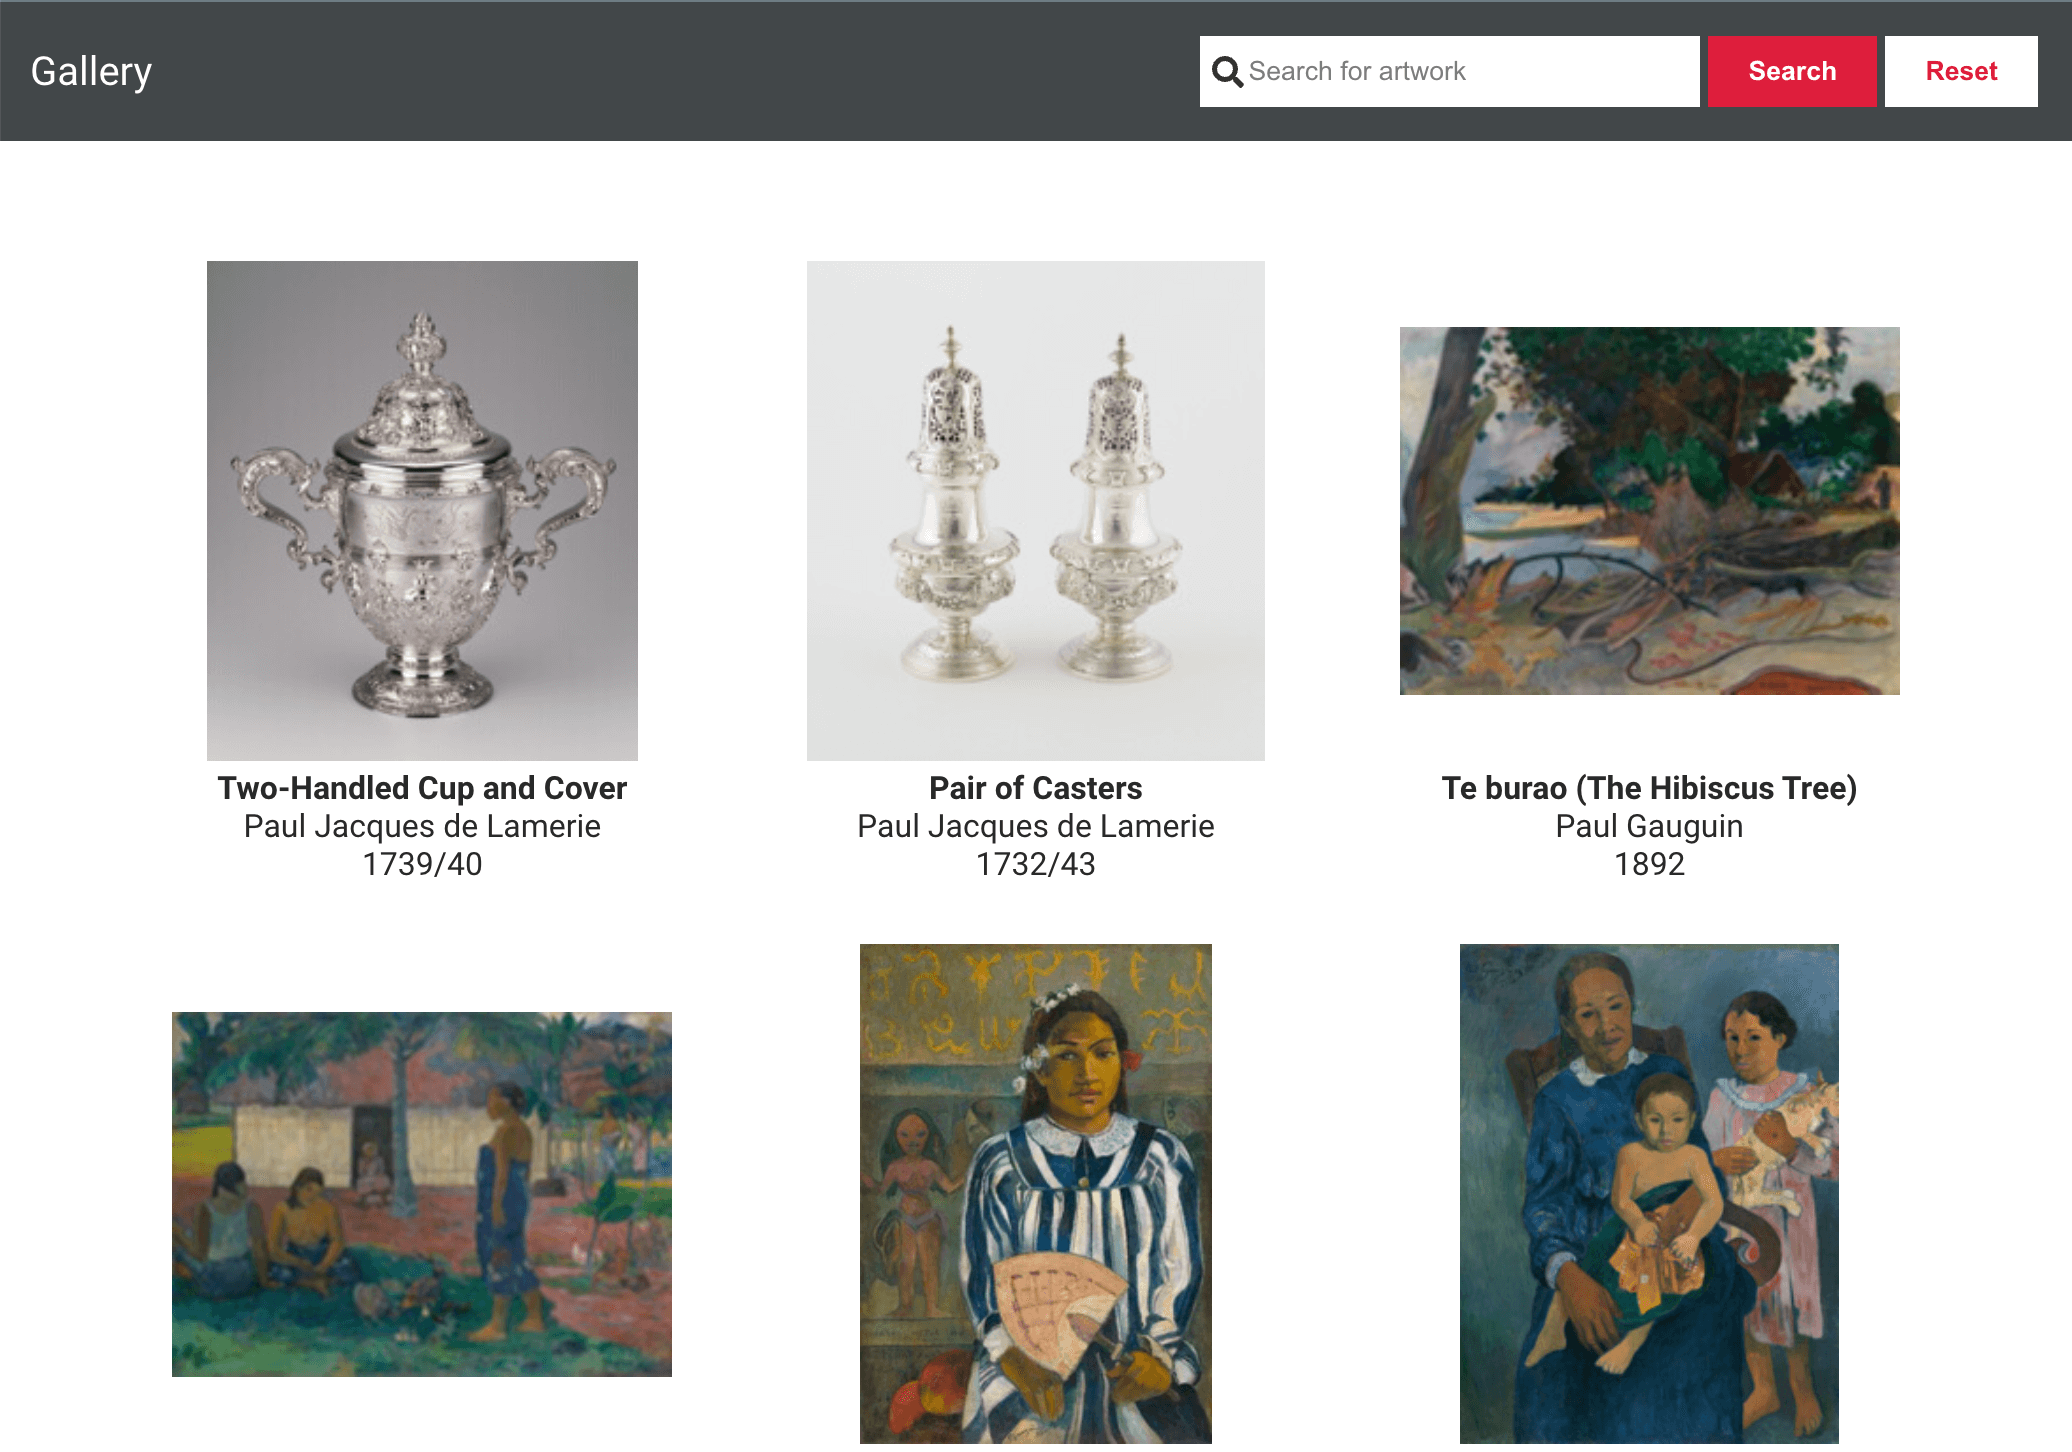 Gallery
Search for artwork
Search
Reset
Two-Handled Cup and Cover
Paul Jacques de Lamerie
1739/40
Pair of Casters
Paul Jacques de Lamerie
1732/43
Te burao (The Hibiscus Tree)
Paul Gauguin
1892